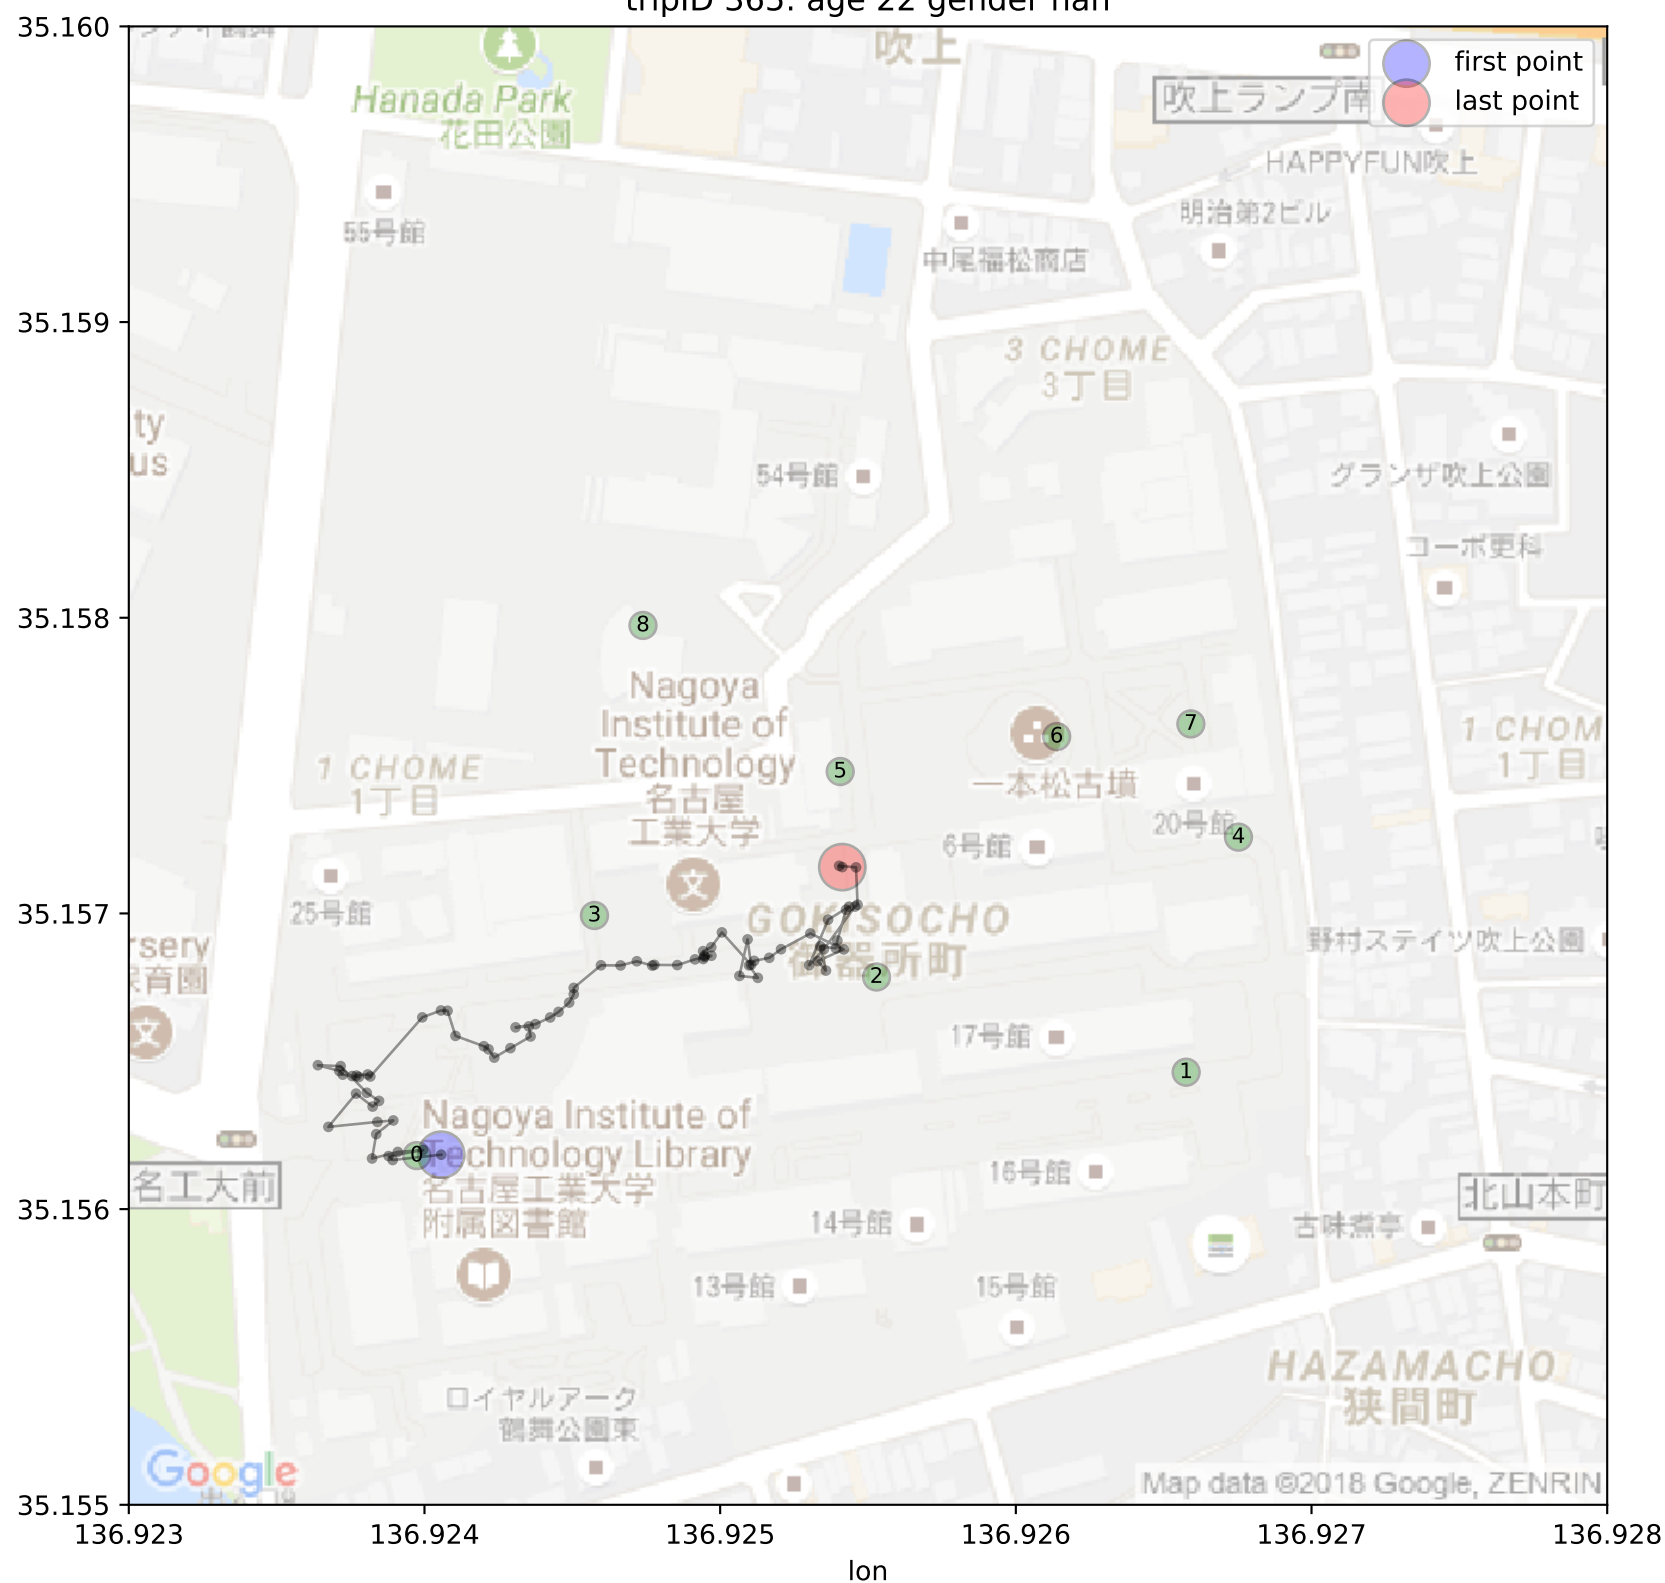 35.160
吹上
first point
last point
吹上ランプ南
Hanada Park
花田公園
HAPPYFUN吹上
55号館
明治第2ビル
中尾福松商店
35.159
3 CHOME
3丁目
ty
us
54号館
グランザ吹上公園
コーポ更科
35.158
8
Nagoya
Institute of
Technology
名古屋
工業大学
7
6
5
1 CHOME
1丁目
1 CHOM
1丁目
一本松古墳
20号館
4
6号館
25号館
3
35.157
GOKISOCHO
御器所町
野村ステイツ吹上公園
rsery
保育園
2
17号館
1
Nagoya Institute of
Technology Library
名古屋工業大学
附属図書館
0
名工大前
35.156
16号館
北山本町
14号館
古味煮亭
13号館
15号館
HAZAMACHO
狭間町
ロイヤルアーク
鶴舞公園東
Google
Map data ©2018 Google, ZENRIN
35.155
136.923
136.924
136.925
136.926
136.927
136.928
lon